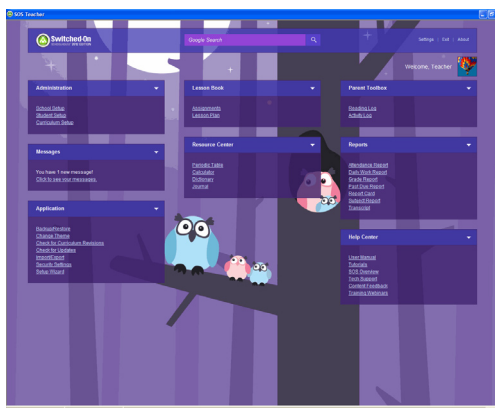 SOS Teacher
Switched-On
Google Search
Settings | Exit | About
Welcome, Teacher
Administration
School Setup
Student Setup
Curriculum Setup
Messages
You have 1 new message!
Click to see your messages.
Application
Backup/Restore
Change Theme
Check for Curriculum Revisions
Check for Updates
Import/Export
Security Settings
Setup Wizard
Lesson Book
Assignments
Lesson Plan
Resource Center
Periodic Table
Calculator
Dictionary
Journal
Parent Toolbox
Reading Log
Activity Log
Reports
Attendance Report
Daily Work Report
Grade Report
Past Due Report
Report Card
Subject Report
Transcript
Help Center
User Manual
Tutorials
SOS Overview
Tech Support
Content Feedback
Training Webinars